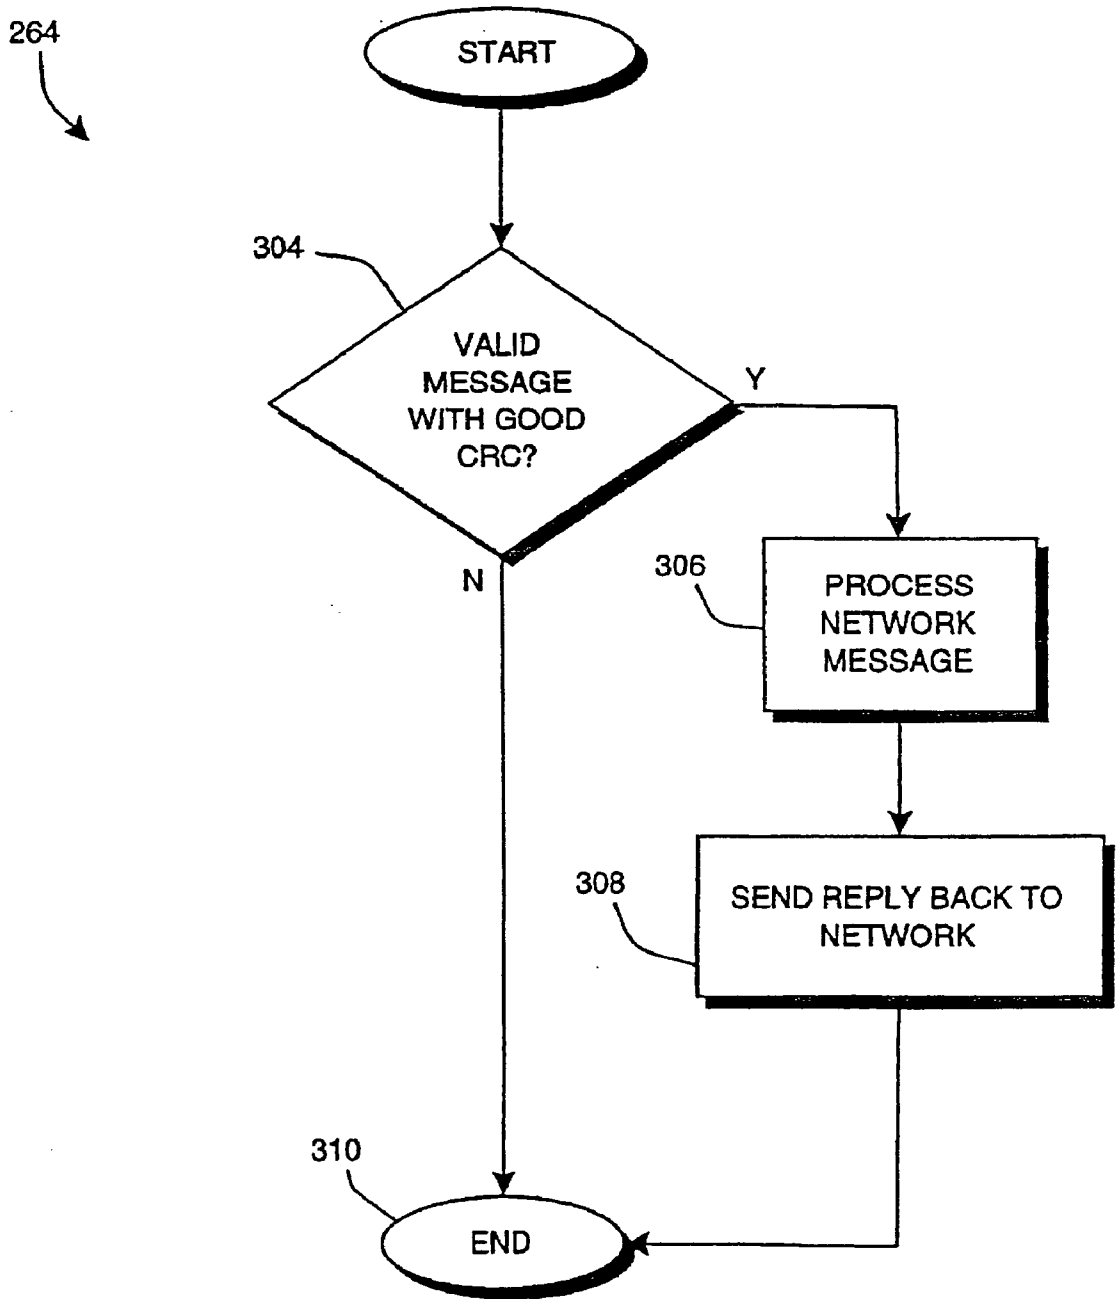 264
START
304
VALID
MESSAGE
WITH GOOD
CRC?
Y
N
306
PROCESS
NETWORK
MESSAGE
308
SEND REPLY BACK TO
NETWORK
310
END